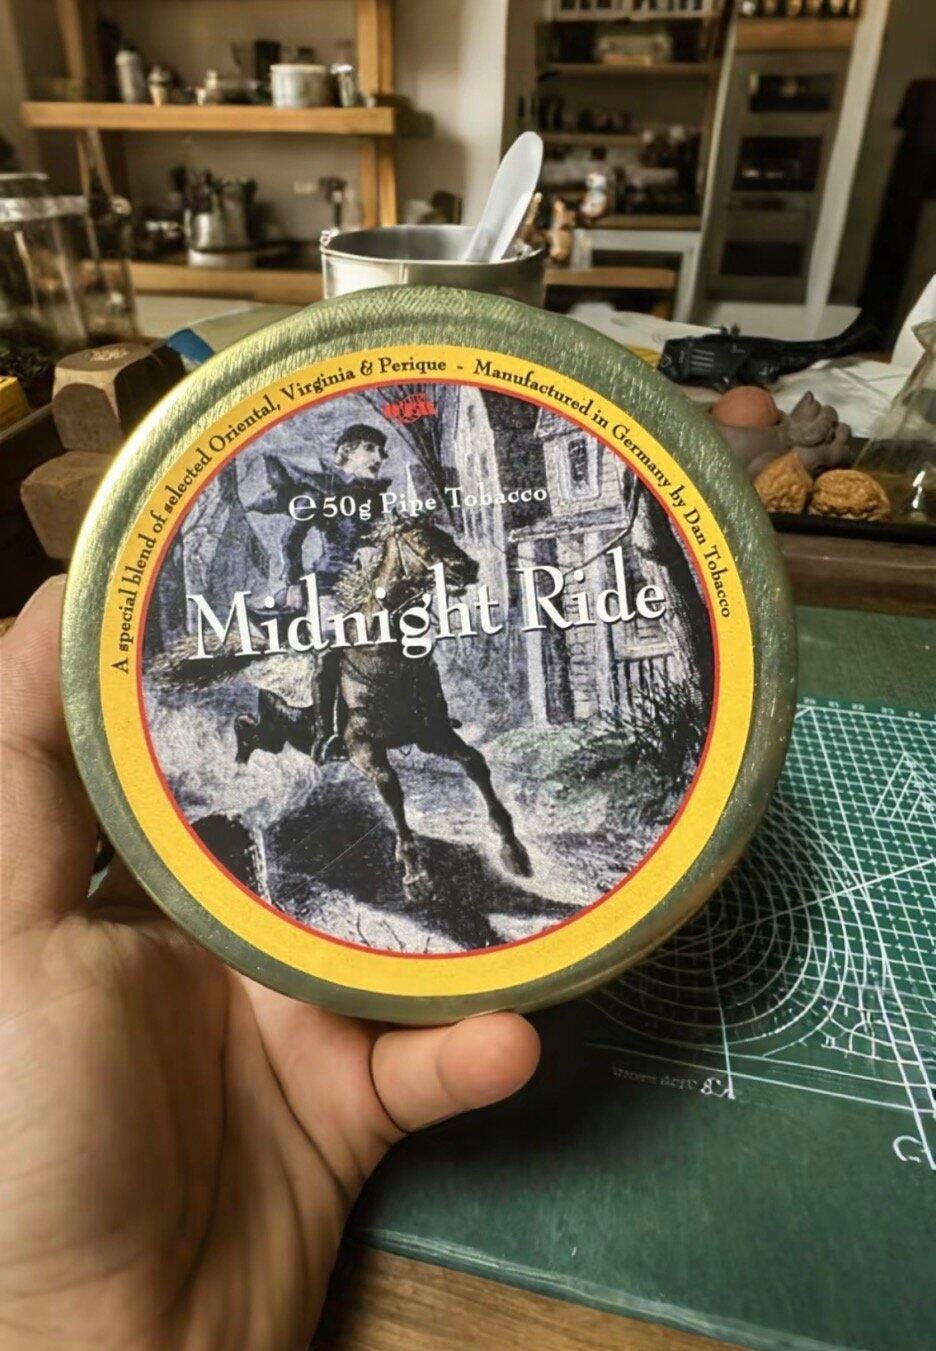 A special blend of selected Oriental, Virginia & Perique - Manufactured in Germany by Dan Tobacco
℮ 50g Pipe Tobacco
Midnight Ride